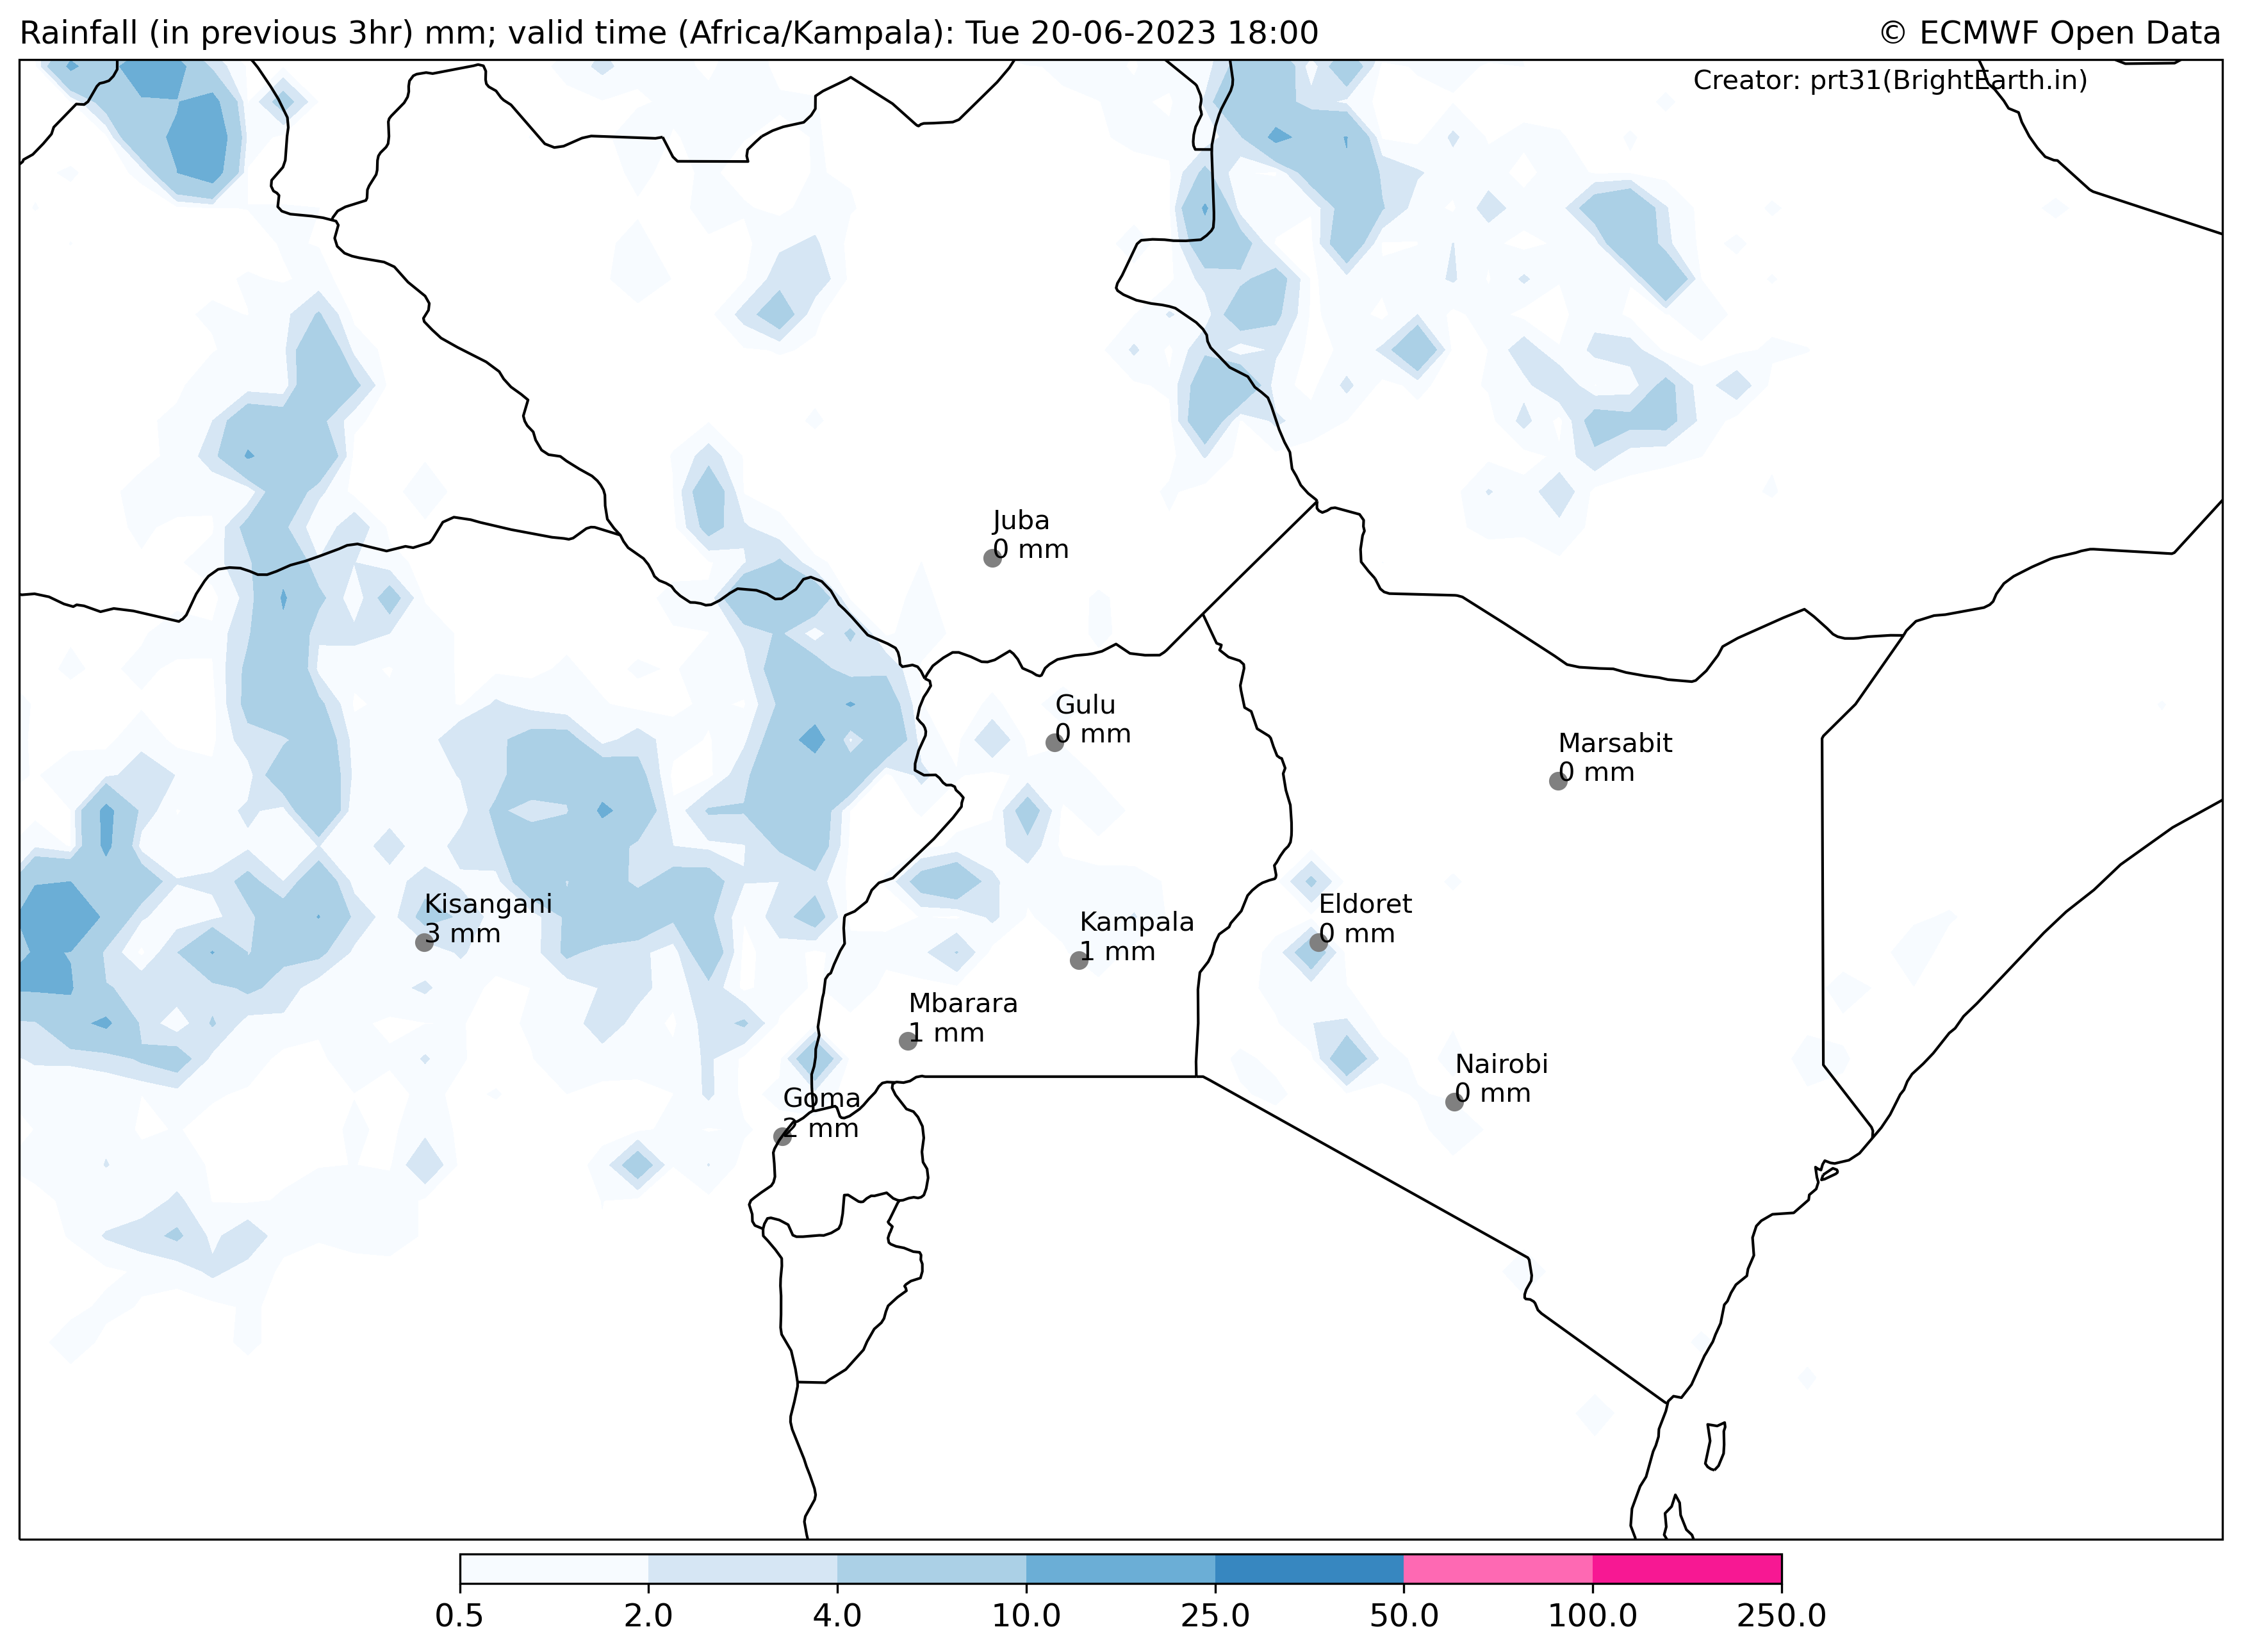 Rainfall (in previous 3hr) mm; valid time (Africa/Kampala): Tue 20-06-2023 18:00
© ECMWF Open Data
Creator: prt31(BrightEarth.in)
Juba
0 mm
Gulu
0 mm
Marsabit
0 mm
Kisangani
3 mm
Eldoret
0 mm
Kampala
1 mm
Mbarara
1 mm
Nairobi
0 mm
Goma
2 mm
0.5 2.0 4.0 10.0 25.0 50.0 100.0 250.0